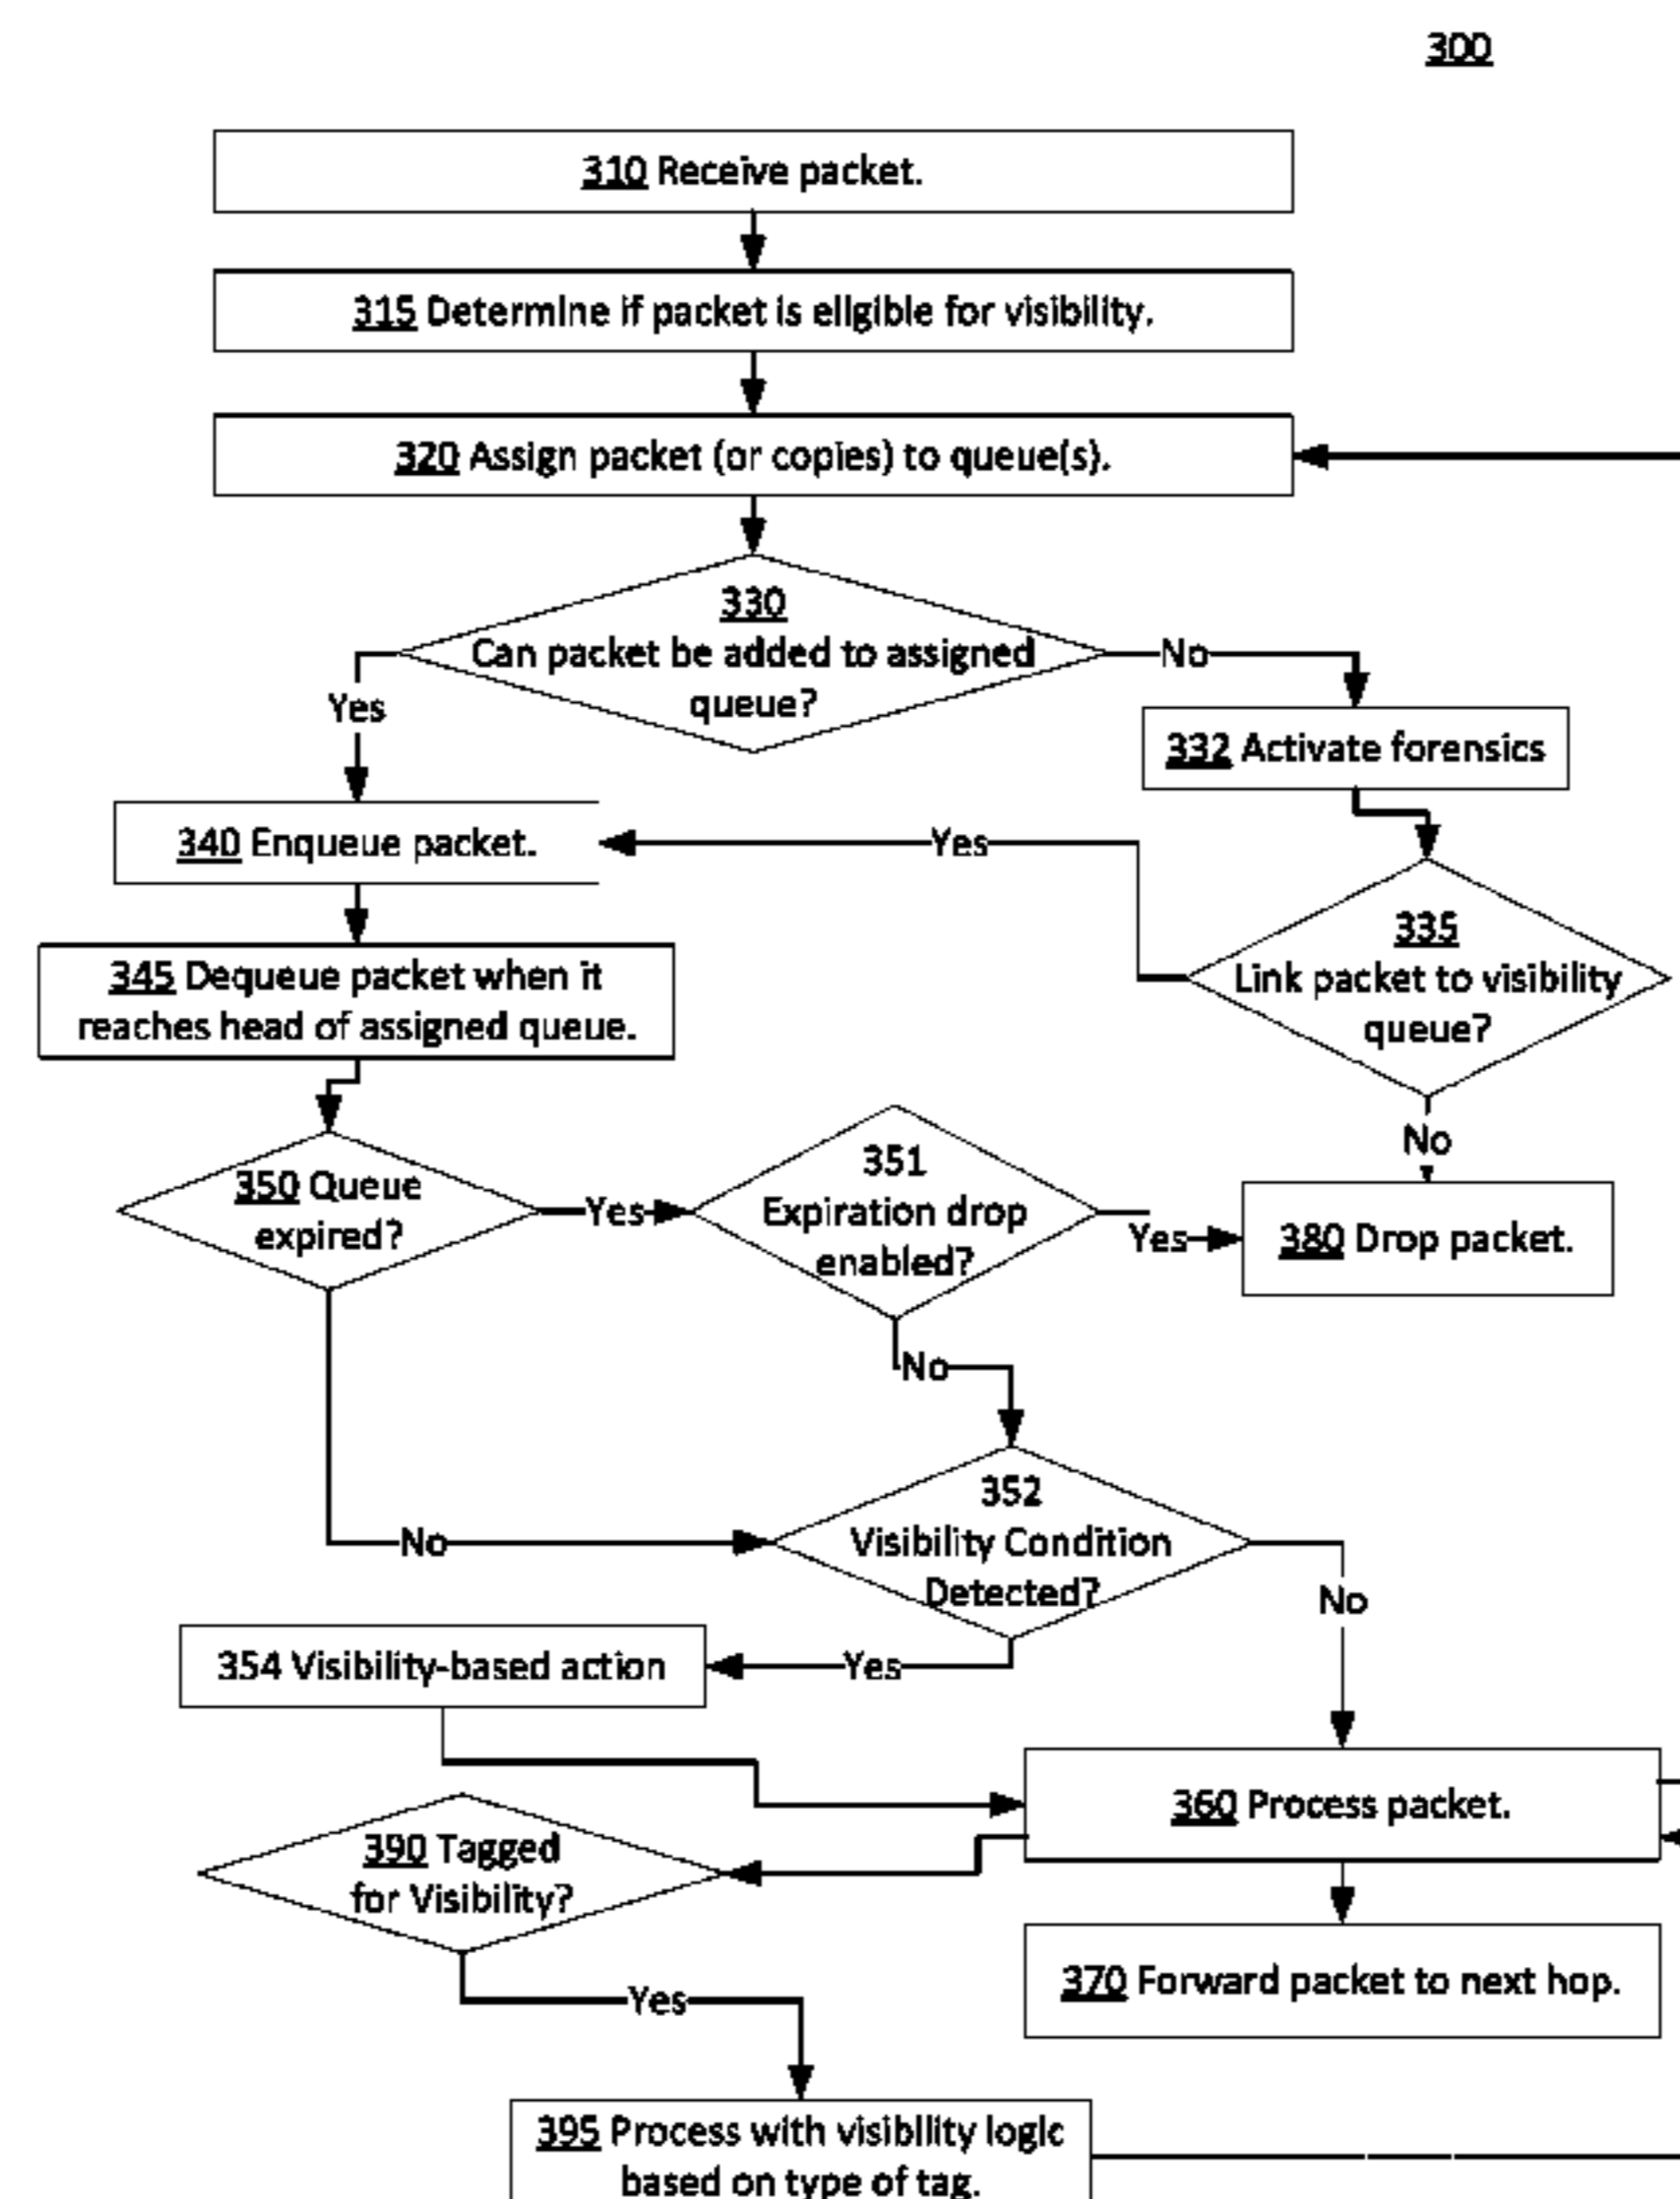 300
310 Receive packet.
315 Determine if packet is eligible for visibility.
320 Assign packet (or copies) to queue(s).
330
Can packet be added to assigned
queue?
No
Yes
332 Activate forensics
340 Enqueue packet.
Yes
335
Link packet to visibility
queue?
345 Dequeue packet when it
reaches head of assigned queue.
No
350 Queue
expired?
Yes
351
Expiration drop
enabled?
Yes
380 Drop packet.
No
No
352
Visibility Condition
Detected?
No
354 Visibility-based action
Yes
360 Process packet.
390 Tagged
for Visibility?
370 Forward packet to next hop.
Yes
395 Process with visibility logic
based on type of tag.